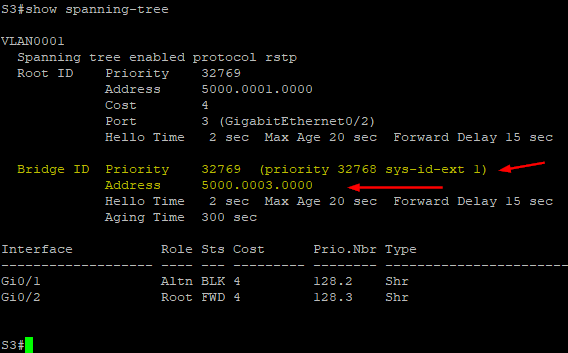 S3#show spanning-tree
VLAN0001
Spanning tree enabled protocol rstp
Root ID Priority 32769
Address 5000.0001.0000
Cost 4
Port 3 (GigabitEthernet0/2)
Hello Time 2 sec Max Age 20 sec Forward Delay 15 sec
Bridge ID Priority 32769 (priority 32768 sys-id-ext 1)
Address 5000.0003.0000
Hello Time 2 sec Max Age 20 sec Forward Delay 15 sec
Aging Time 300 sec
Interface Role Sts Cost Prio.Nbr Type
------------------- ---- --- --------- -------- --------------------------------
Gi0/1 Altn BLK 4 128.2 Shr
Gi0/2 Root FWD 4 128.3 Shr
S3#